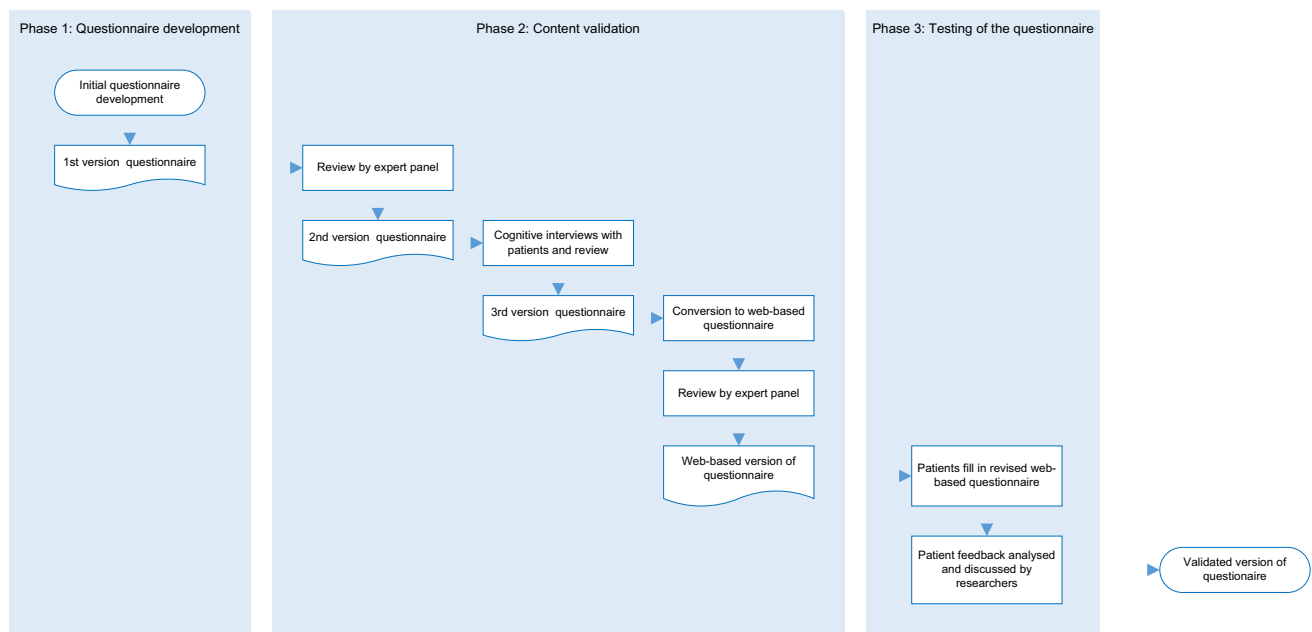 Phase 1: Questionnaire development
Initial questionnaire
development
1st version questionnaire
Phase 2: Content validation
Review by expert panel
2nd version questionnaire
Cognitive interviews with
patients and review
3rd version questionnaire
Conversion to web-based
questionnaire
Review by expert panel
Web-based version of
questionnaire
Phase 3: Testing of the questionnaire
Patients fill in revised web-
based questionnaire
Patient feedback analysed
and discussed by
researchers
Validated version of
questionaire